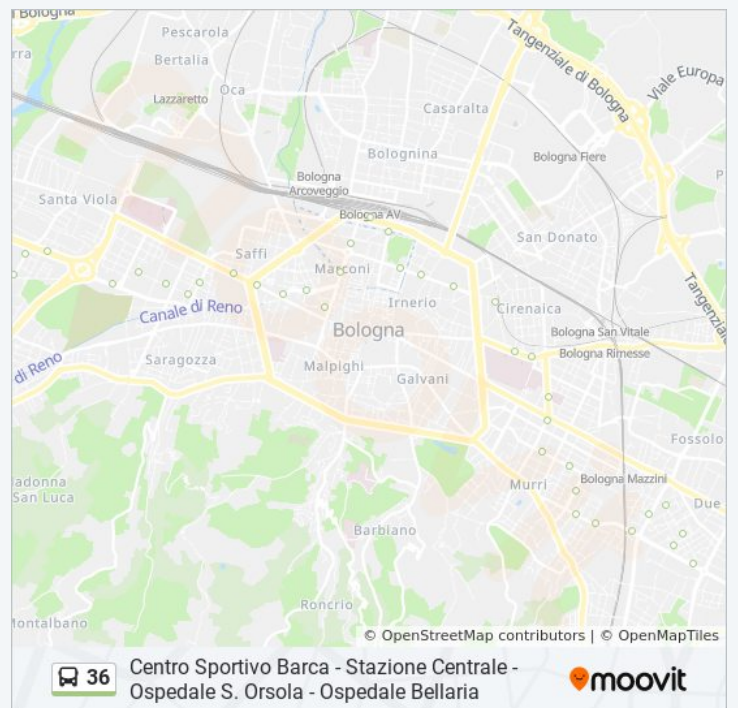 Bologna
Pescarola
rra
Bertalia
Tangenziale di Bologna
Viale Europa
Oca
Lazzaretto
Casaralta
Bolognina
Bologna Fiere
Bologna
Arcoveggio
P
Santa Viola
Bologna AV
San Donato
Saffi
Marconi
Tangenziale
Irnerio
Cirenaica
Canale di Reno
Bologna
Bologna San Vitale
di Reno
Saragozza
Bologna Rimesse
Malpighi
Galvani
Fossolo
adonna
San Luca
Murri
Bologna Mazzini
Due
Barbiano
Roncrio
Montalbano
© OpenStreetMap contributors | © OpenMapTiles
36
Centro Sportivo Barca - Stazione Centrale -
Ospedale S. Orsola - Ospedale Bellaria
moovit